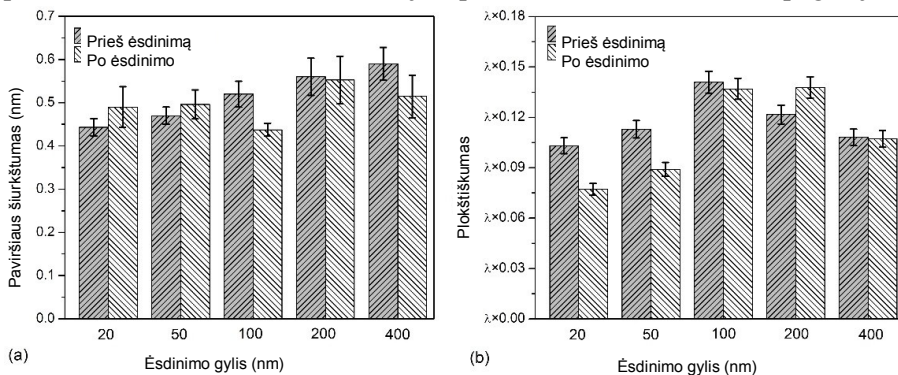 0.7
0.6
0.5
0.4
0.3
0.2
0.1
0.0
Paviršiaus šiurkštumas (nm)
Prieš ėsdinimą
Po ėsdinimo
20 50 100 200 400
Ėsdinimo gylis (nm)
(a)
λ×0.18
λ×0.15
λ×0.12
λ×0.09
λ×0.06
λ×0.03
λ×0.00
Plokštiškumas
Prieš ėsdinimą
Po ėsdinimo
20 50 100 200 400
Ėsdinimo gylis (nm)
(b)